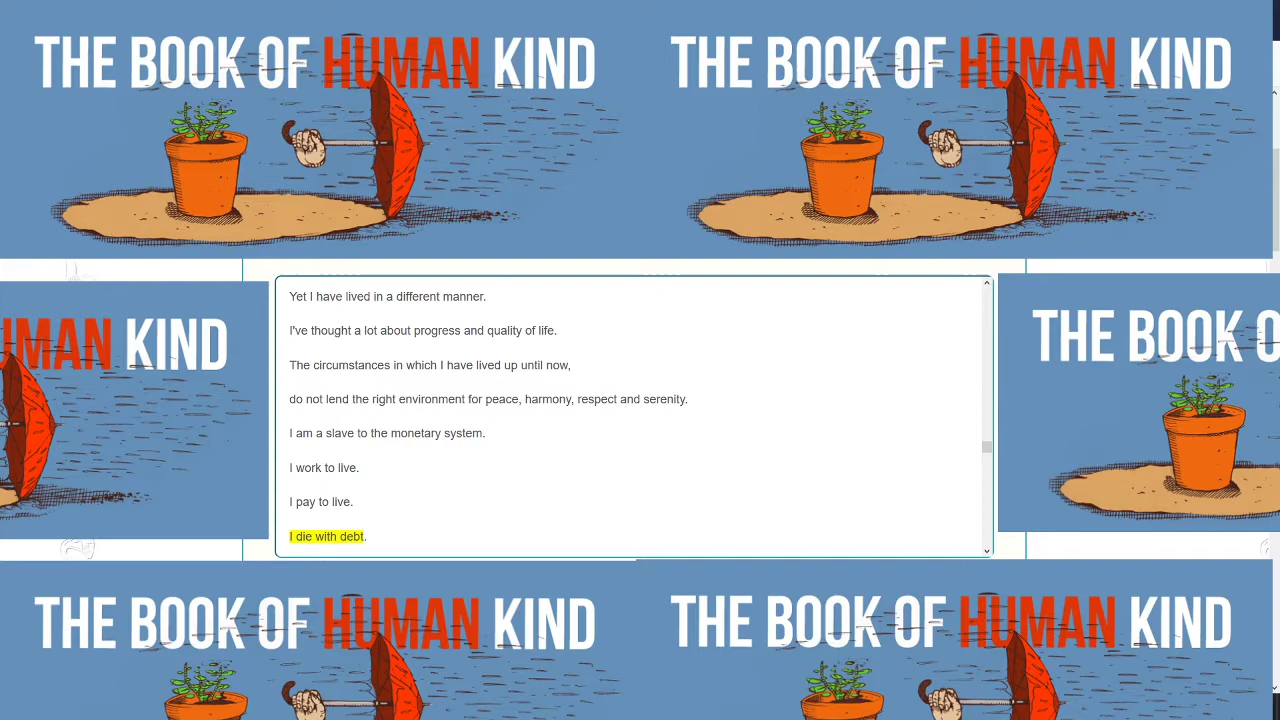 THE BOOK OF HUMAN KIND
THE BOOK OF HUMAN KIND
UMAN KIND
THE BOOK O
Yet I have lived in a different manner.
I've thought a lot about progress and quality of life.
The circumstances in which I have lived up until now,
do not lend the right environment for peace, harmony, respect and serenity.
I am a slave to the monetary system.
I work to live.
I pay to live.
I die with debt.
THE BOOK OF HUMAN KIND
THE BOOK OF HUMAN KIND